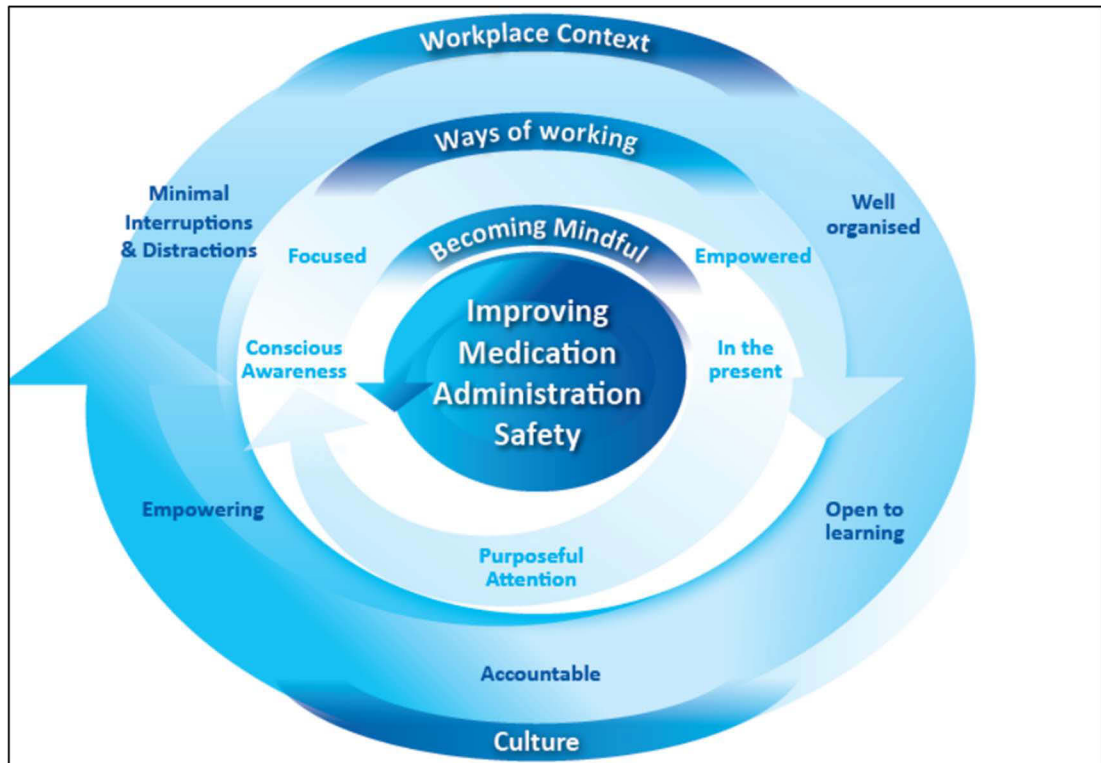 Workplace Context
Ways of working
Becoming Mindful
Minimal
Interruptions
& Distractions
Well
organised
Focused
Empowered
Improving
Medication
Administration
Safety
Conscious
Awareness
In the
present
Empowering
Open to
learning
Purposeful
Attention
Accountable
Culture